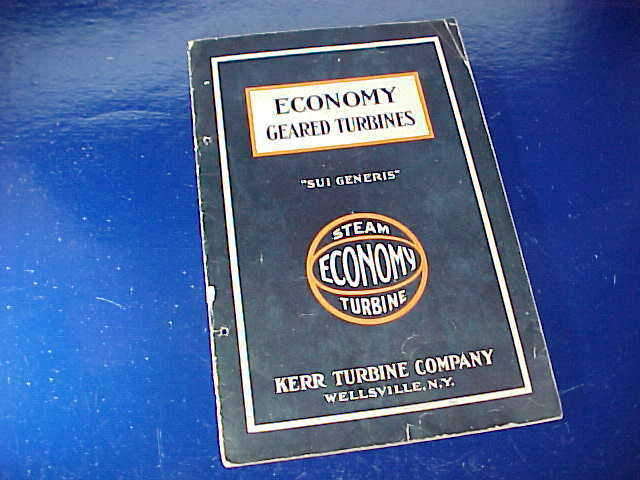 ECONOMY
GEARED TURBINES
"SUI GENERIS"
STEAM
ECONOMY
TURBINE
KERR TURBINE COMPANY
WELLSVILLE, N.Y.